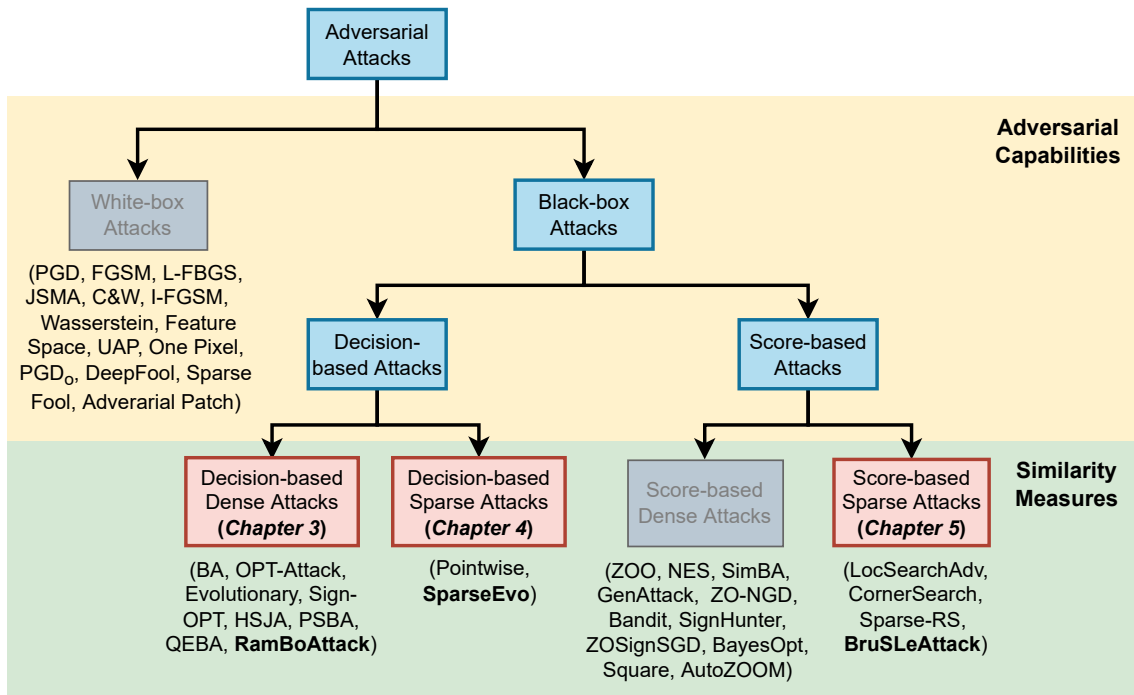 Adversarial
Attacks
Adversarial
Capabilities
White-box
Attacks
Black-box
Attacks
(PGD, FGSM, L-FBGS,
JSMA, C&W, I-FGSM,
Wasserstein, Feature
Space, UAP, One Pixel,
PGD₀, DeepFool, Sparse
Fool, Adverarial Patch)
Decision-
based Attacks
Score-based
Attacks
Similarity
Measures
Decision-based
Dense Attacks
(Chapter 3)
Decision-based
Sparse Attacks
(Chapter 4)
Score-based
Dense Attacks
Score-based
Sparse Attacks
(Chapter 5)
(BA, OPT-Attack,
Evolutionary, Sign-
OPT, HSJA, PSBA,
QEBA, RamBoAttack)
(Pointwise,
SparseEvo)
(ZOO, NES, SimBA,
GenAttack, ZO-NGD,
Bandit, SignHunter,
ZOSignSGD, BayesOpt,
Square, AutoZOOM)
(LocSearchAdv,
CornerSearch,
Sparse-RS,
BruSLeAttack)